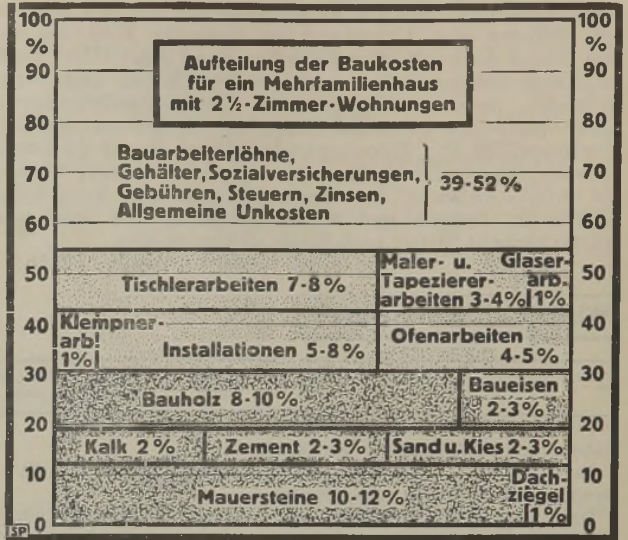 100
%
90
80
70
60
50
40
30
20
10
0
Aufteilung der Baukosten
für ein Mehrfamilienhaus
mit 2½-Zimmer-Wohnungen
Bauarbeiterlöhne,
Gehälter, Sozialversicherungen,
Gebühren, Steuern, Zinsen,
Allgemeine Unkosten
39-52%
Tischlerarbeiten 7-8%
Maler- u.
Tapezierer-
arbeiten 3-4%
Glaser-
arb.
1%
Klempner-
arb.
1%
Installationen 5-8%
Ofenarbeiten
4-5%
Bauholz 8-10%
Baueisen
2-3%
Kalk 2%
Zement 2-3%
Sand u. Kies 2-3%
Mauersteine 10-12%
Dach-
ziegel
1%
100
%
90
80
70
60
50
40
30
20
10
0
SP